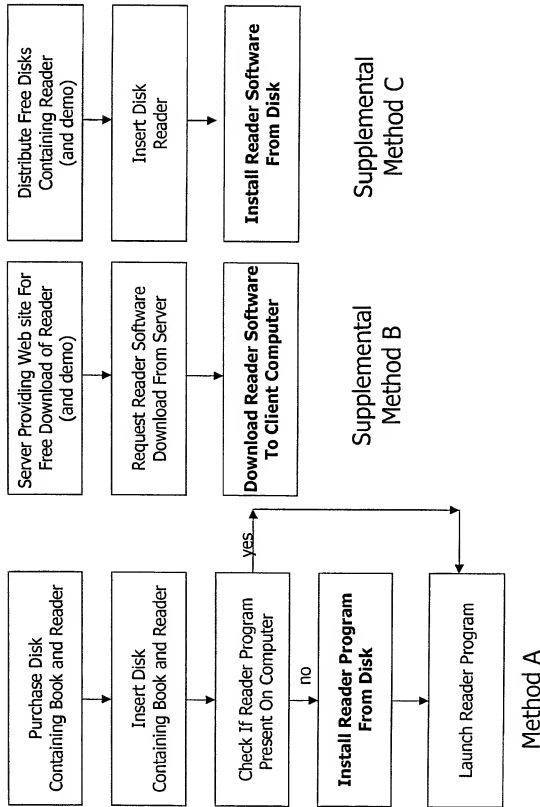 Purchase Disk
Containing Book and Reader
Insert Disk
Containing Book and Reader
Check If Reader Program
Present On Computer
yes
no
Install Reader Program
From Disk
Launch Reader Program
Method A
Server Providing Web site For
Free Download of Reader
(and demo)
Request Reader Software
Download From Server
Download Reader Software
To Client Computer
Supplemental
Method B
Distribute Free Disks
Containing Reader
(and demo)
Insert Disk
Reader
Install Reader Software
From Disk
Supplemental
Method C